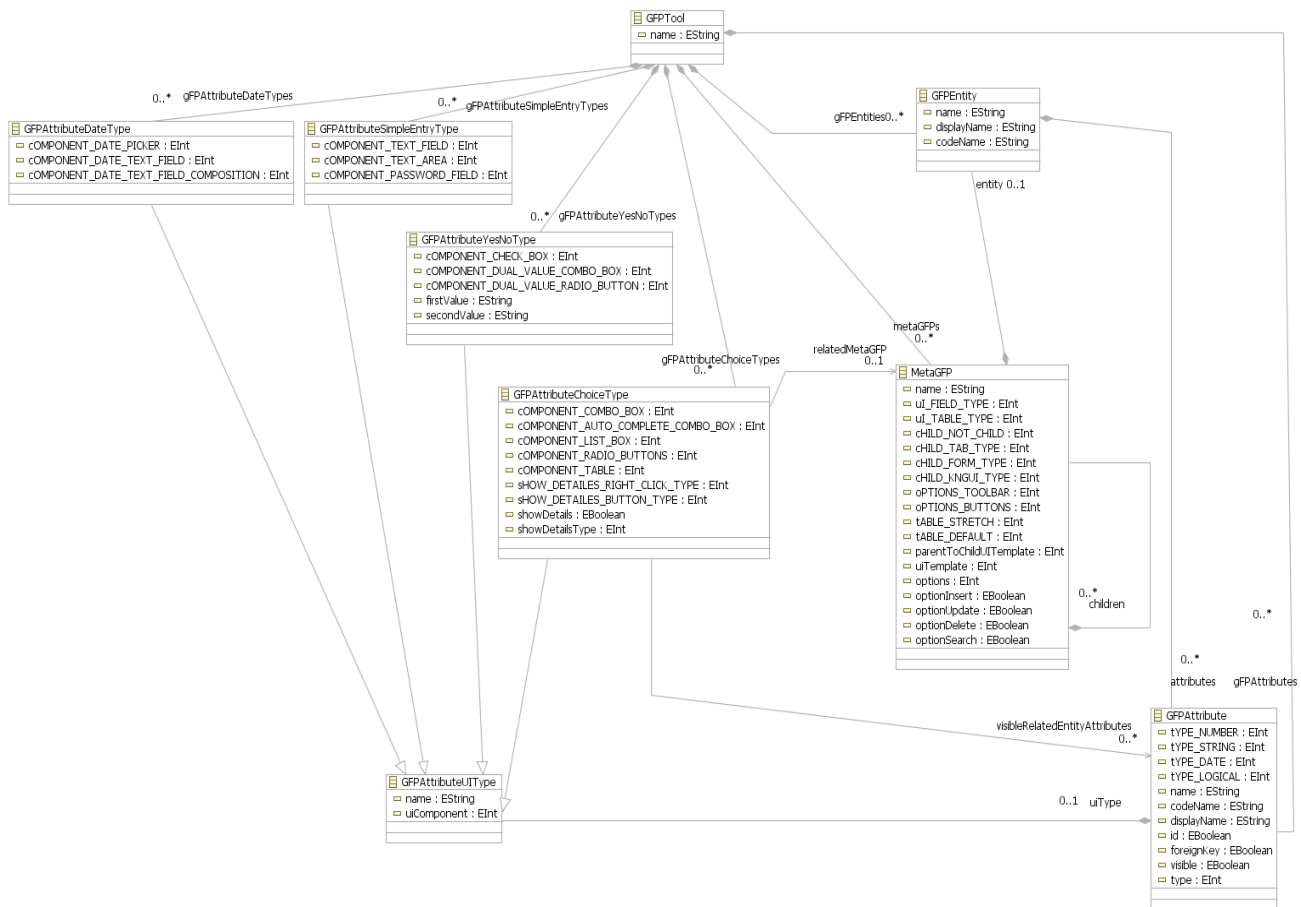 GFPTool
name : EString
0..* gFPAttributeDateTypes
0..* gFPAttributeSimpleEntryTypes
GFPAttributeDateType
cOMPONENT_DATE_PICKER : EInt
cOMPONENT_DATE_TEXT_FIELD : EInt
cOMPONENT_DATE_TEXT_FIELD_COMPOSITION : EInt
GFPAttributeSimpleEntryType
cOMPONENT_TEXT_FIELD : EInt
cOMPONENT_TEXT_AREA : EInt
cOMPONENT_PASSWORD_FIELD : EInt
gFPEntities0..*
GFPEntity
name : EString
displayName : EString
codeName : EString
entity 0..1
0..* gFPAttributeYesNoTypes
GFPAttributeYesNoType
cOMPONENT_CHECK_BOX : EInt
cOMPONENT_DUAL_VALUE_COMBO_BOX : EInt
cOMPONENT_DUAL_VALUE_RADIO_BUTTON : EInt
firstValue : EString
secondValue : EString
metaGFPs
0..*
gFPAttributeChoiceTypes
0..*
relatedMetaGFP
0..1
GFPAttributeChoiceType
cOMPONENT_COMBO_BOX : EInt
cOMPONENT_AUTO_COMPLETE_COMBO_BOX : EInt
cOMPONENT_LIST_BOX : EInt
cOMPONENT_RADIO_BUTTONS : EInt
cOMPONENT_TABLE : EInt
sHOW_DETAILES_RIGHT_CLICK_TYPE : EInt
sHOW_DETAILES_BUTTON_TYPE : EInt
showDetails : EBoolean
showDetailsType : EInt
MetaGFP
name : EString
uI_FIELD_TYPE : EInt
uI_TABLE_TYPE : EInt
cHILD_NOT_CHILD : EInt
cHILD_TAB_TYPE : EInt
cHILD_FORM_TYPE : EInt
cHILD_KNGUI_TYPE : EInt
oPTIONS_TOOLBAR : EInt
oPTIONS_BUTTONS : EInt
tABLE_STRETCH : EInt
tABLE_DEFAULT : EInt
parentToChildUITemplate : EInt
uiTemplate : EInt
options : EInt
optionInsert : EBoolean
optionUpdate : EBoolean
optionDelete : EBoolean
optionSearch : EBoolean
0..*
children
0..*
0..*
attributes
gFPAttributes
visibleRelatedEntityAttributes
0..*
GFPAttribute
tYPE_NUMBER : EInt
tYPE_STRING : EInt
tYPE_DATE : EInt
tYPE_LOGICAL : EInt
name : EString
codeName : EString
displayName : EString
id : EBoolean
foreignKey : EBoolean
visible : EBoolean
type : EInt
GFPAttributeUIType
name : EString
uiComponent : EInt
0..1 uiType